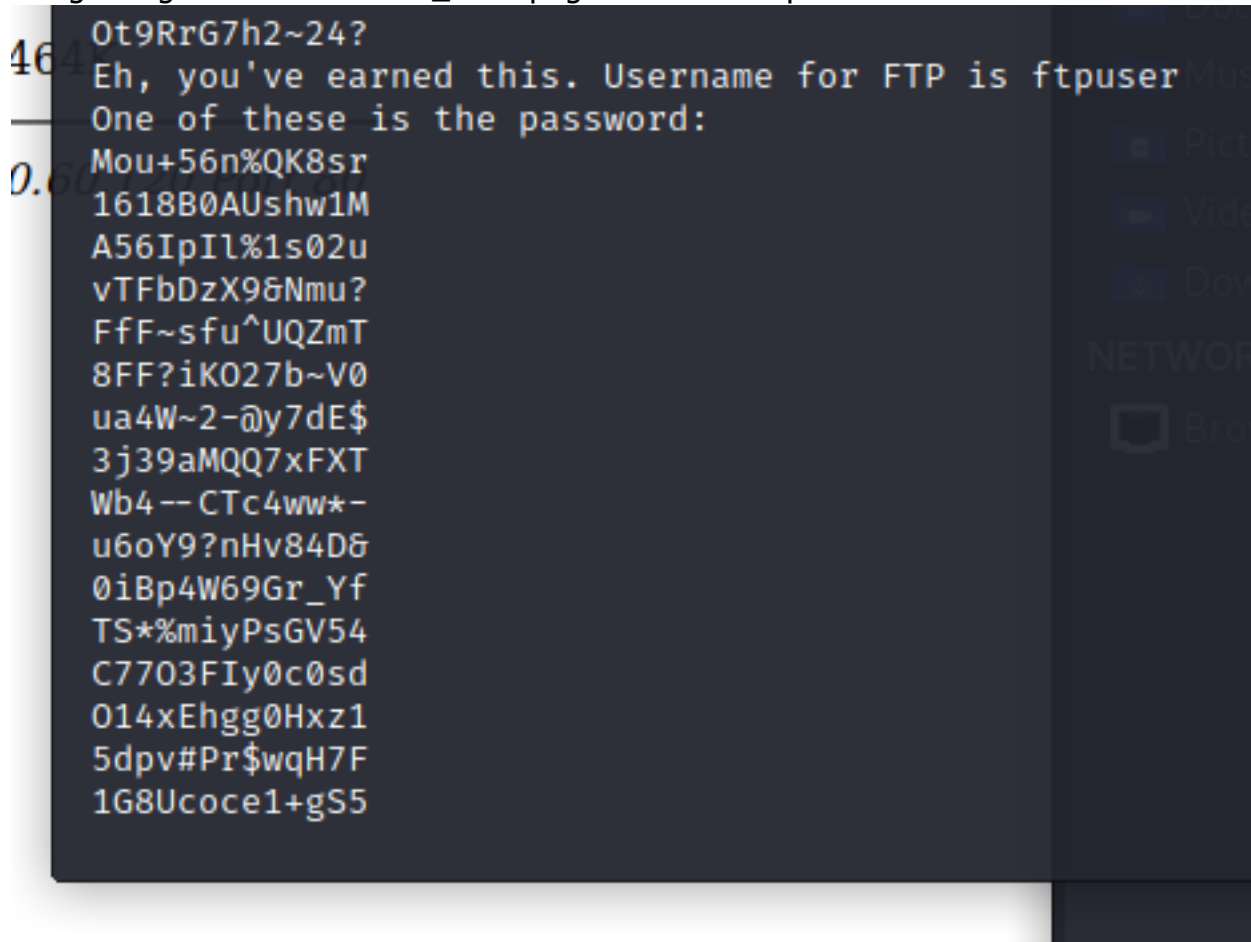 Ot9RrG7h2~24?
Eh, you've earned this. Username for FTP is ftpuser
One of these is the password:
Mou+56n%QK8sr
1618B0AUshw1M
A56IpIl%1s02u
vTFbDzX9&Nmu?
FfF~sfu^UQZmT
8FF?iKO27b~V0
ua4W~2-@y7dE$
3j39aMQQ7xFXT
Wb4--CTc4ww*-
u6oY9?nHv84D&
0iBp4W69Gr_Yf
TS*%miyPsGV54
C77O3FIy0c0sd
O14xEhgg0Hxz1
5dpv#Pr$wqH7F
1G8Ucoce1+gS5
NETWOR